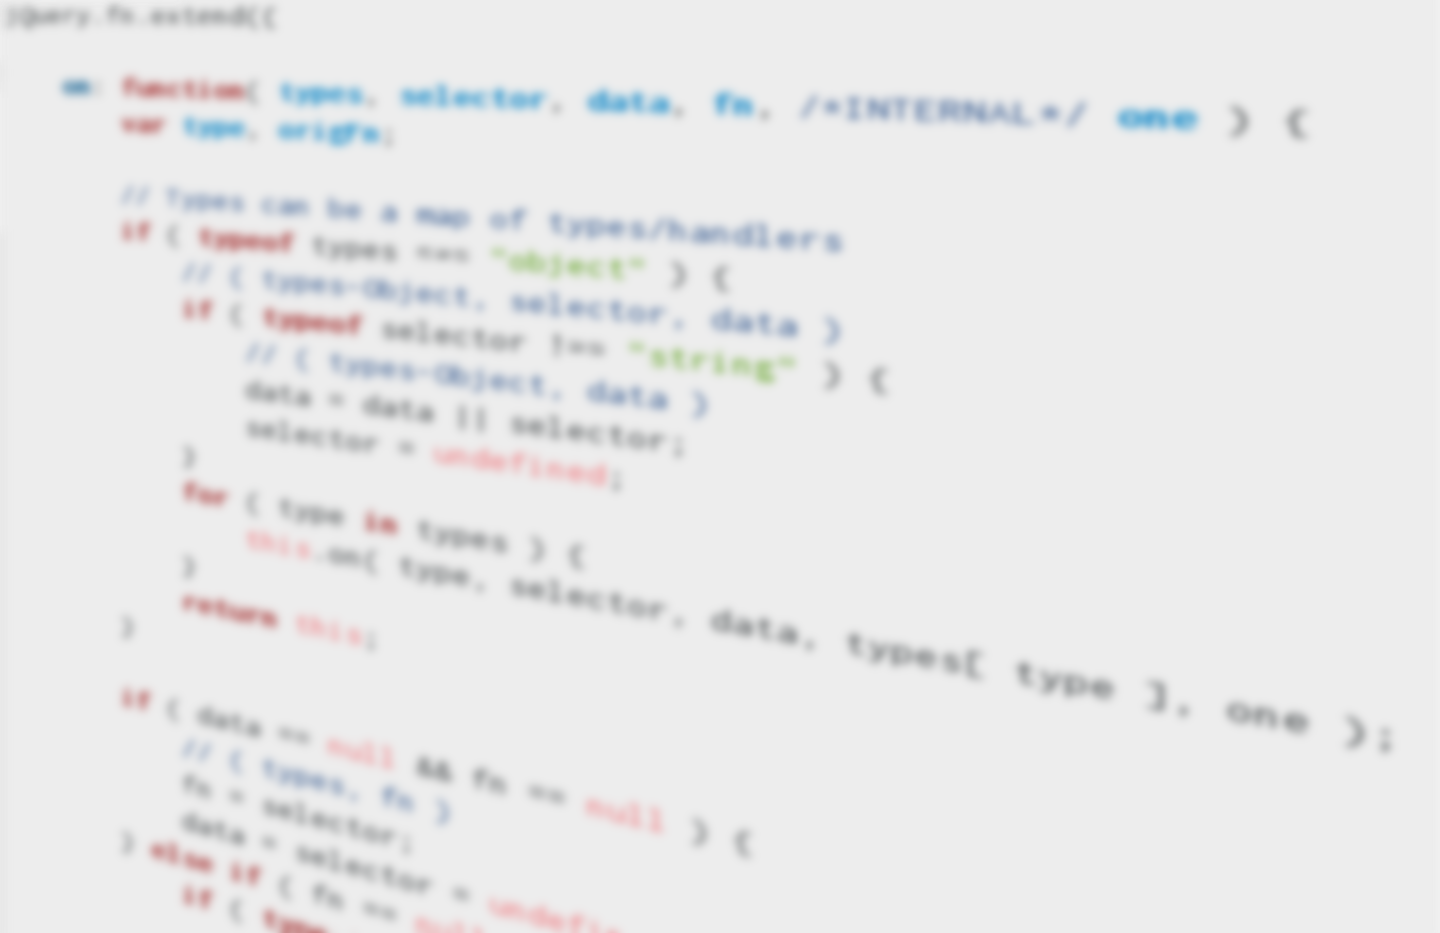 jQuery.fn.extend({
on: function( types, selector, data, fn, /*INTERNAL*/ one ) {
var type, origFn;
// Types can be a map of types/handlers
if ( typeof types === "object" ) {
// ( types-Object, selector, data )
if ( typeof selector !== "string" ) {
// ( types-Object, data )
data = data || selector;
selector = undefined;
}
for ( type in types ) {
this.on( type, selector, data, types[ type ], one );
}
return this;
}
if ( data == null && fn == null ) {
// ( types, fn )
fn = selector;
data = selector = undefi
} else if ( fn == null
if ( type